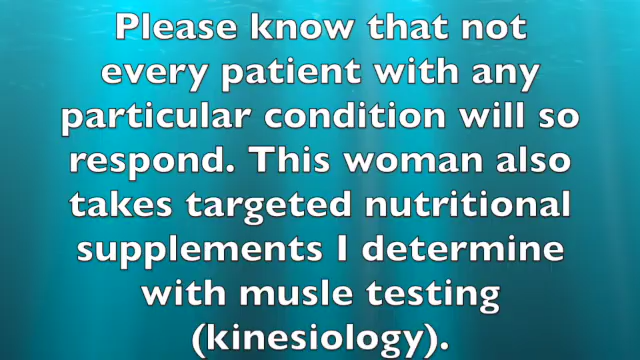 Please know that not
every patient with any
particular condition will so
respond. This woman also
takes targeted nutritional
supplements I determine
with musle testing
(kinesiology).